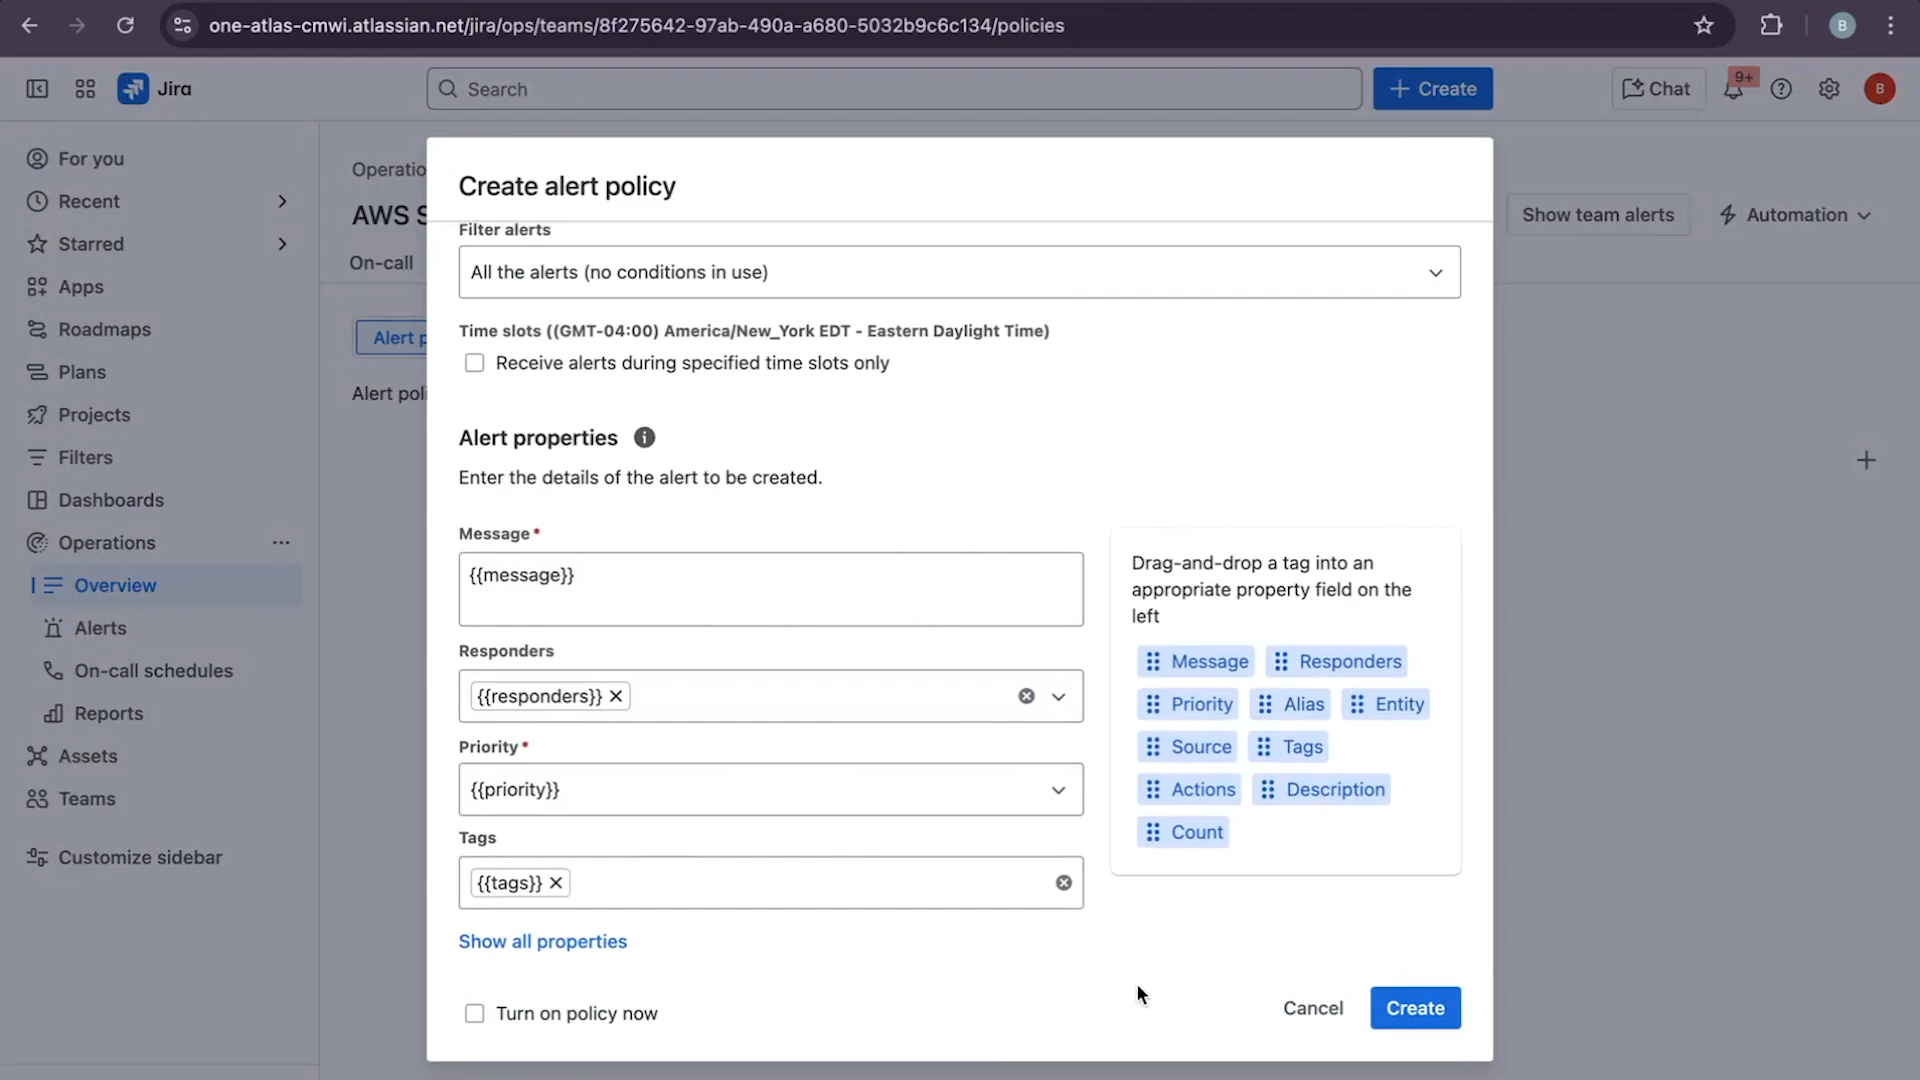 one-atlas-cmwi.atlassian.net/jira/ops/teams/8f275642-97ab-490a-a680-5032b9c6c134/policies
B
Jira
Search
Create
Chat
9+
B
For you
Recent
Starred
Apps
Roadmaps
Plans
Projects
Filters
Dashboards
Operations
Overview
Alerts
On-call schedules
Reports
Assets
Teams
Customize sidebar
Operatio
AWS S
On-call
Show team alerts
Automation
Alert p
Alert poli
Create alert policy
Filter alerts
All the alerts (no conditions in use)
Time slots ((GMT-04:00) America/New_York EDT - Eastern Daylight Time)
Receive alerts during specified time slots only
Alert properties
Enter the details of the alert to be created.
Message*
{{message}}
Responders
{{responders}}
Priority*
{{priority}}
Tags
{{tags}}
Show all properties
Drag-and-drop a tag into an
appropriate property field on the
left
Message Responders
Priority Alias Entity
Source Tags
Actions Description
Count
Turn on policy now
Cancel
Create